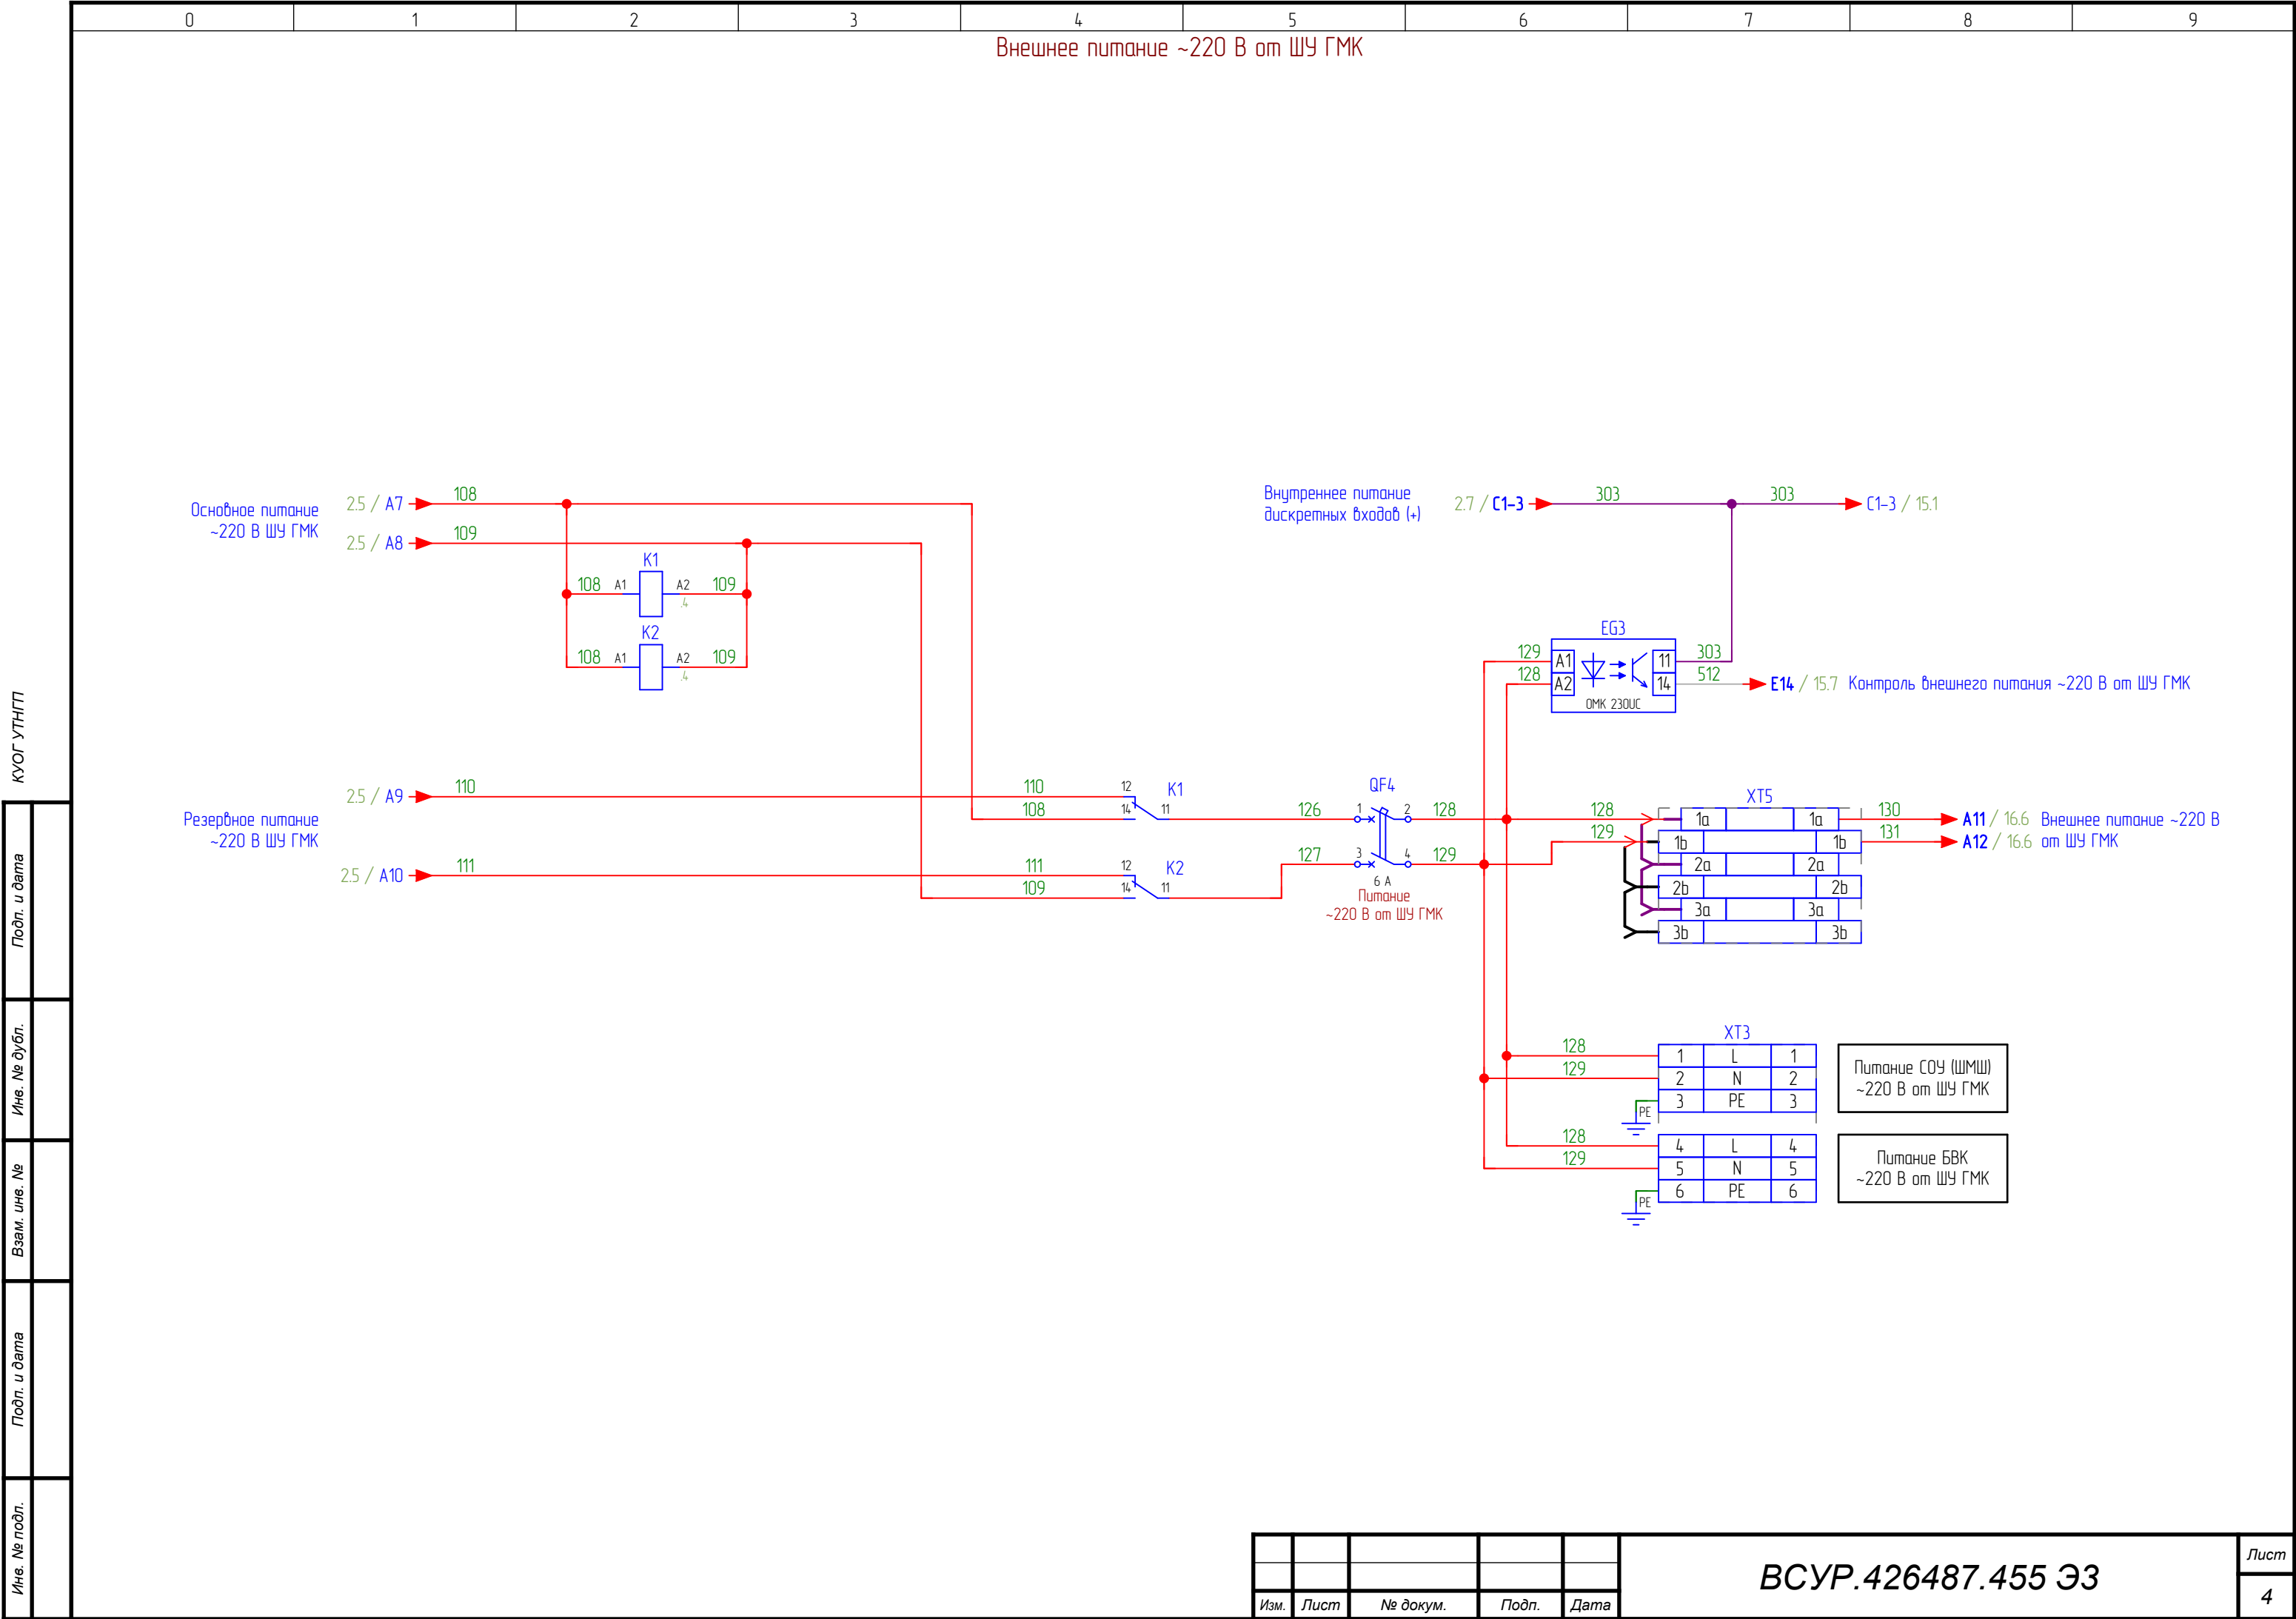 0 1 2 3 4 5 6 7 8 9
Внешнее питание ~220 В от ШУ ГМК
Основное питание
~220 В ШУ ГМК
2.5 / A7 108
2.5 / A8 109
K1
108 A1 A2 109
.4
K2
108 A1 A2 109
.4
Внутреннее питание
дискретных входов (+)
2.7 / C1-3 303 303 C1-3 / 15.1
EG3
129 A1 11 303
128 A2 14 512 E14 / 15.7 Контроль внешнего питания ~220 В от ШУ ГМК
OMK 230UC
Резервное питание
~220 В ШУ ГМК
2.5 / A9 110 110 12 K1
108 14 11 126
2.5 / A10 111 111 12 K2
109 14 11 127
QF4
1 2 128
3 4 129
6 А
Питание
~220 В от ШУ ГМК
XT5
128 1a 1a 130 A11 / 16.6 Внешнее питание ~220 В
129 1b 1b 131 A12 / 16.6 от ШУ ГМК
2a 2a
2b 2b
3a 3a
3b 3b
XT3
128 1 L 1
129 2 N 2
PE 3 PE 3
Питание СОУ (ШМШ)
~220 В от ШУ ГМК
128 4 L 4
129 5 N 5
PE 6 PE 6
Питание БВК
~220 В от ШУ ГМК
КУОГ УТНГП
Подп. и дата
Инв. № дубл.
Взам. инв. №
Подп. и дата
Инв. № подл.
Изм. Лист № докум. Подп. Дата
ВСУР.426487.455 Э3
Лист
4